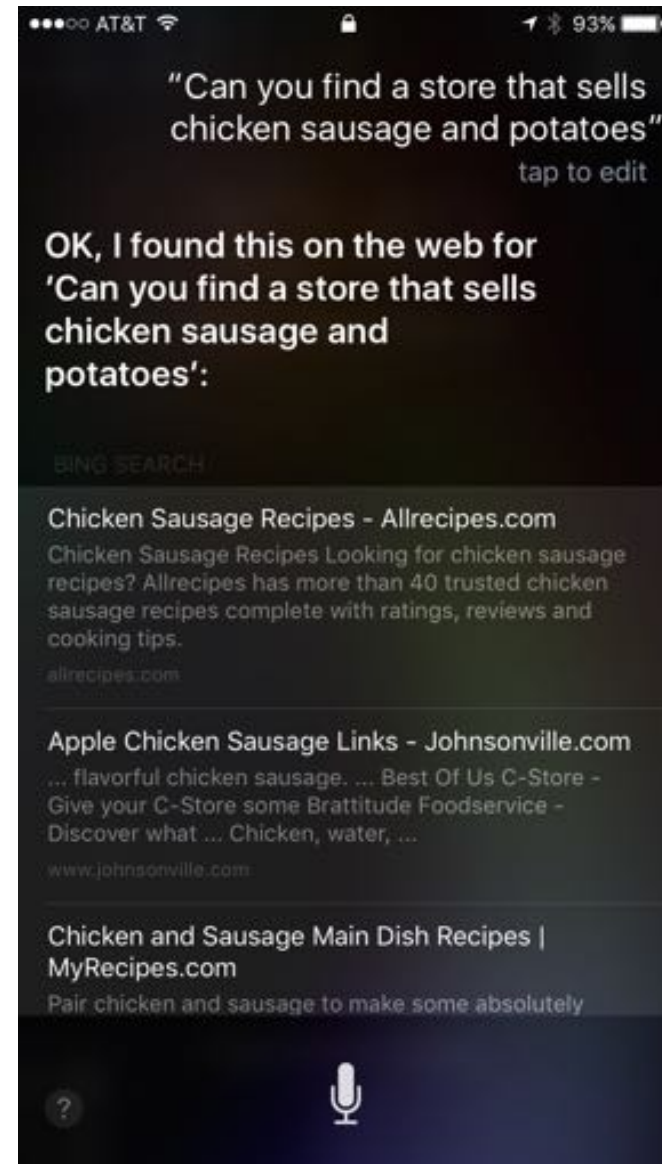 AT&T 93%
"Can you find a store that sells
chicken sausage and potatoes"
tap to edit
OK, I found this on the web for
'Can you find a store that sells
chicken sausage and
potatoes':
BING SEARCH
Chicken Sausage Recipes - Allrecipes.com
Chicken Sausage Recipes Looking for chicken sausage
recipes? Allrecipes has more than 40 trusted chicken
sausage recipes complete with ratings, reviews and
cooking tips.
allrecipes.com
Apple Chicken Sausage Links - Johnsonville.com
... flavorful chicken sausage. ... Best Of Us C-Store -
Give your C-Store some Brattitude Foodservice -
Discover what ... Chicken, water, ...
www.johnsonville.com
Chicken and Sausage Main Dish Recipes |
MyRecipes.com
Pair chicken and sausage to make some absolutely
?